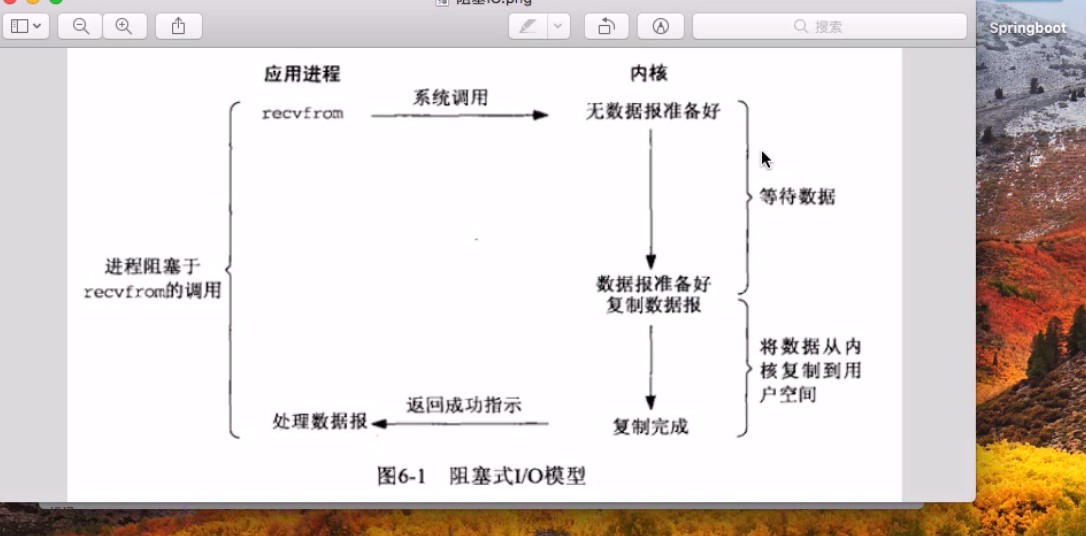 阻塞IO.png
搜索
Springboot
应用进程
内核
系统调用
recvfrom
无数据报准备好
等待数据
进程阻塞于
recvfrom的调用
数据报准备好
复制数据报
将数据从内
核复制到用
户空间
返回成功指示
处理数据报
复制完成
图6-1 阻塞式I/O模型